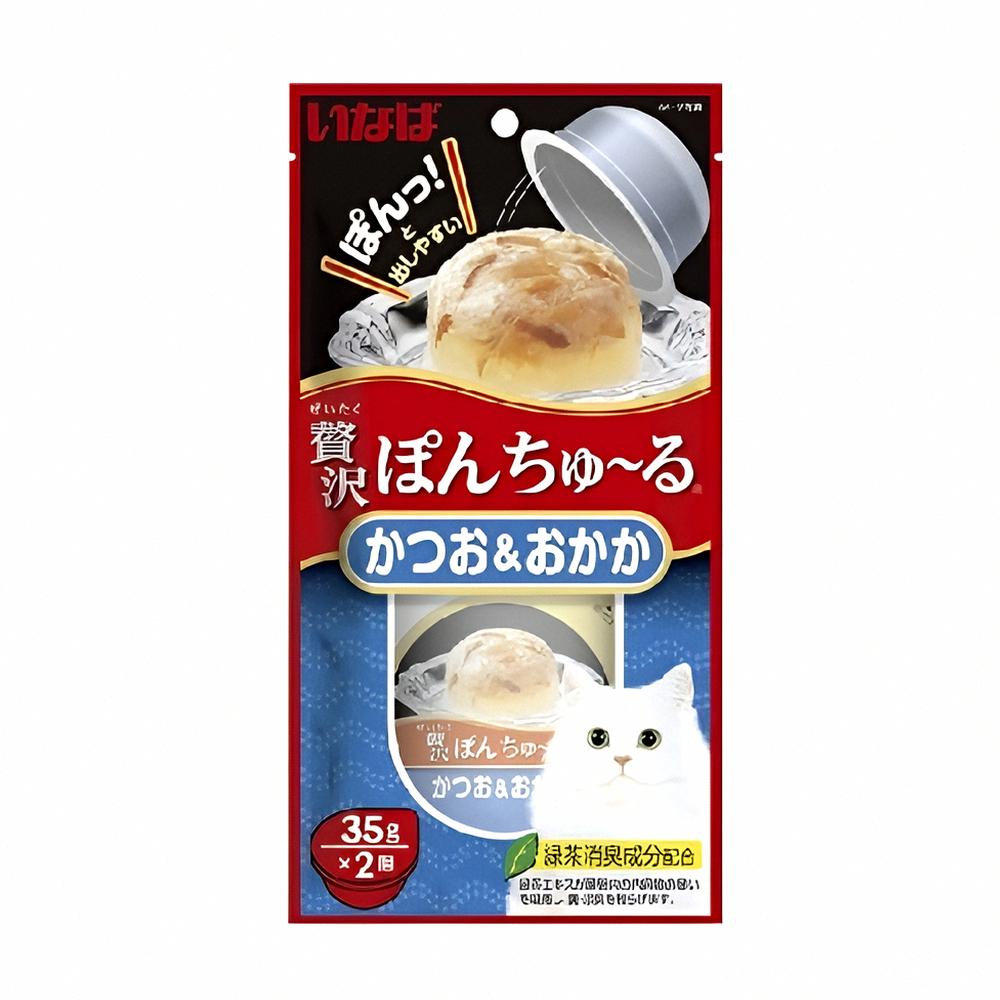 いなば
ぽんっ!
と
出しやすい
ぜいたく
贅沢
ぽんちゅ~る
かつお&おかか
贅沢 ぽんちゅ~
かつお&おか
35g
×2個
緑茶消臭成分配合